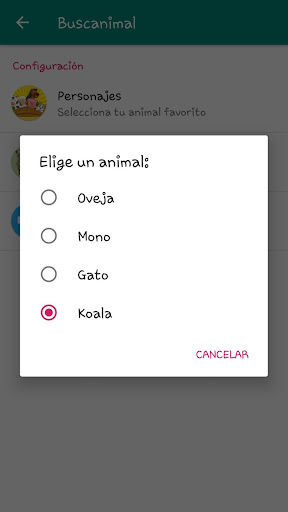 Buscanimal
Configuración
Personajes
Selecciona tu animal favorito
Elige un animal:
Oveja
Mono
Gato
Koala
CANCELAR